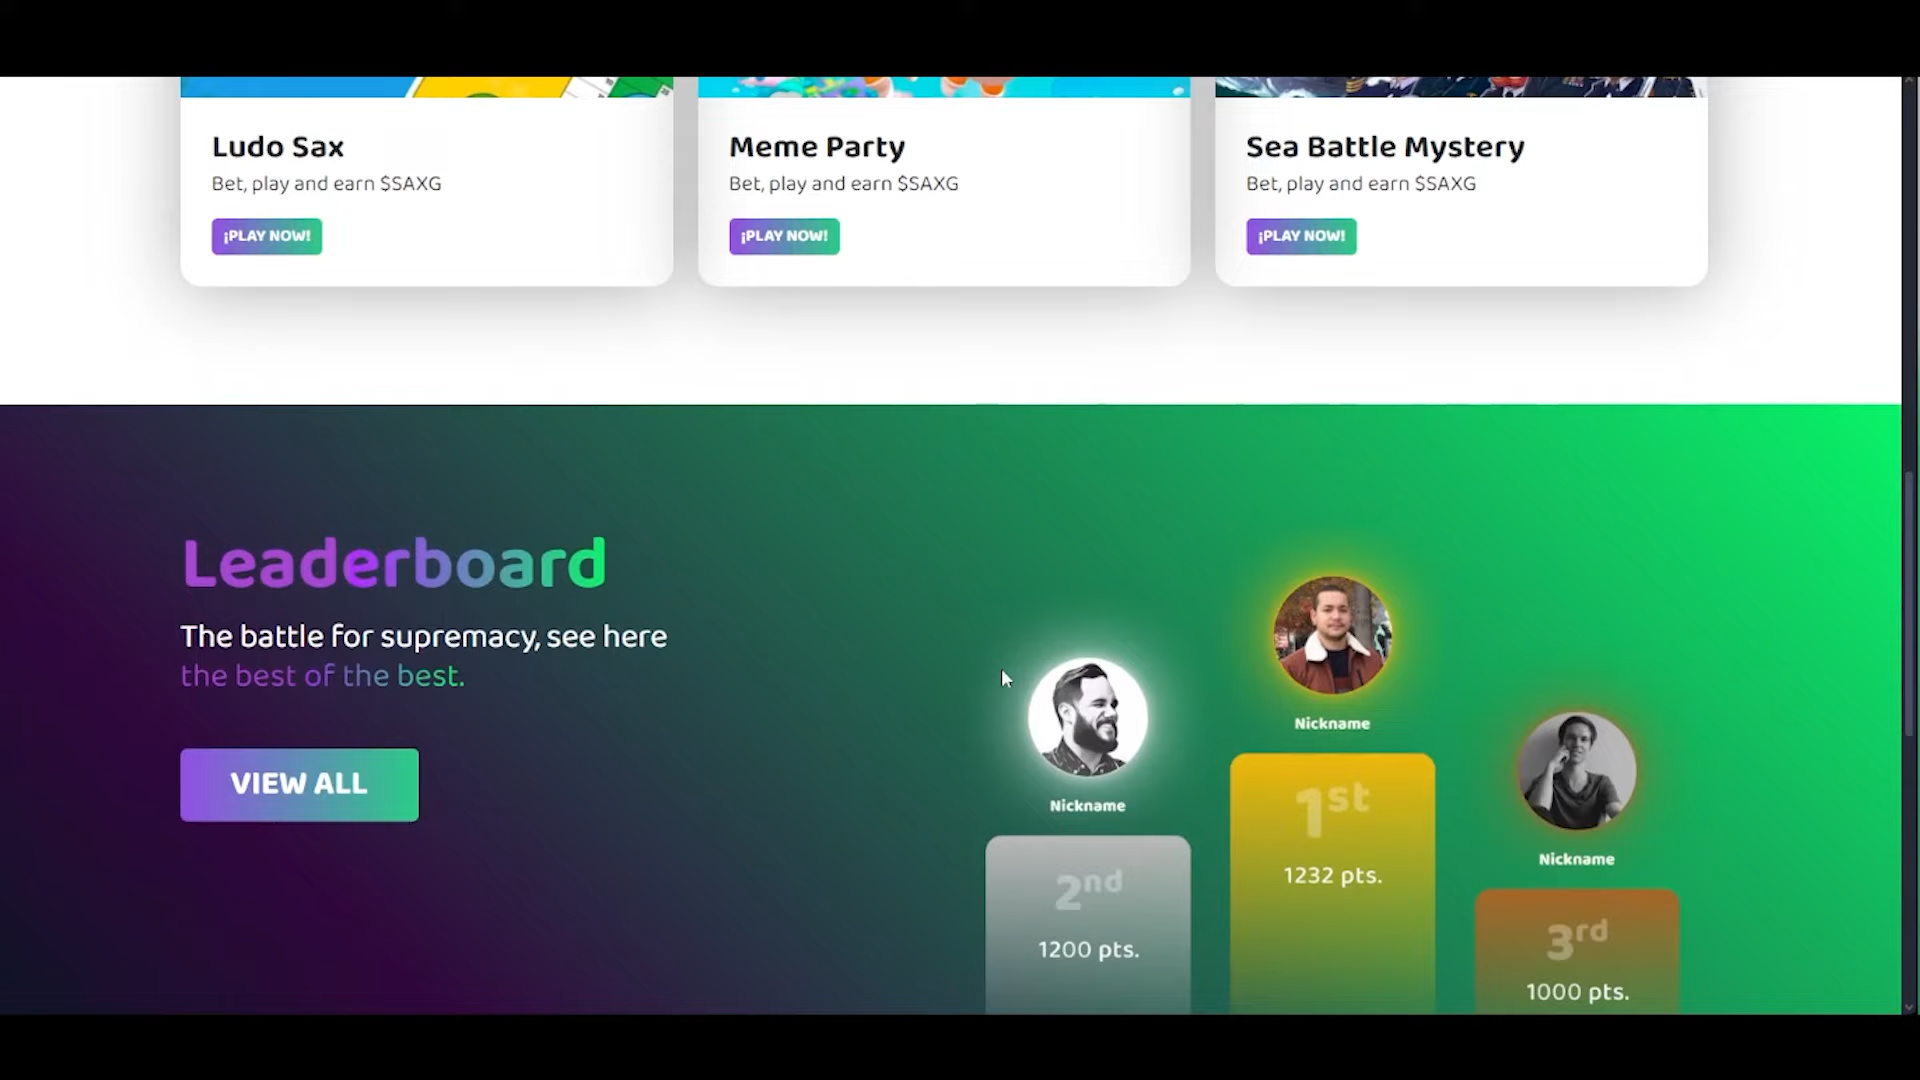 Ludo Sax
Bet, play and earn $SAXG
¡PLAY NOW!
Meme Party
Bet, play and earn $SAXG
¡PLAY NOW!
Sea Battle Mystery
Bet, play and earn $SAXG
¡PLAY NOW!
Leaderboard
The battle for supremacy, see here
the best of the best.
VIEW ALL
Nickname
2nd
1200 pts.
Nickname
1st
1232 pts.
Nickname
3rd
1000 pts.